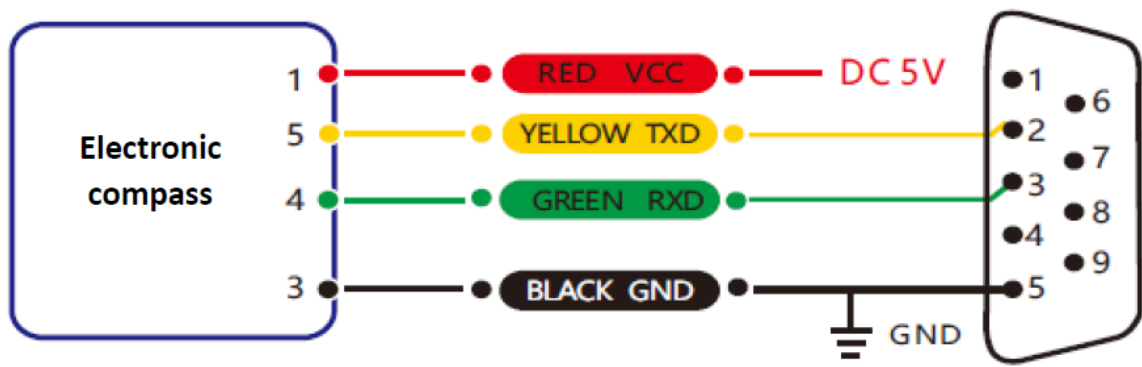 1 RED VCC DC 5V
5 YELLOW TXD
4 GREEN RXD
3 BLACK GND
Electronic
compass
GND
1
6
2
7
3
8
4
9
5